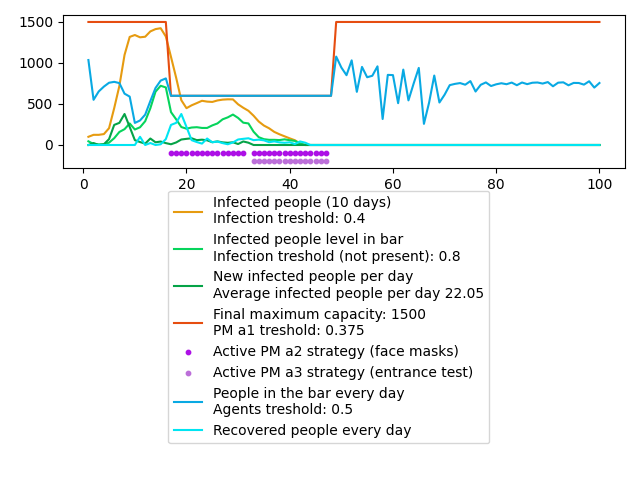 1500
1000
500
0
0 20 40 60 80 100
Infected people (10 days)
Infection treshold: 0.4
Infected people level in bar
Infection treshold (not present): 0.8
New infected people per day
Average infected people per day 22.05
Final maximum capacity: 1500
PM a1 treshold: 0.375
Active PM a2 strategy (face masks)
Active PM a3 strategy (entrance test)
People in the bar every day
Agents treshold: 0.5
Recovered people every day